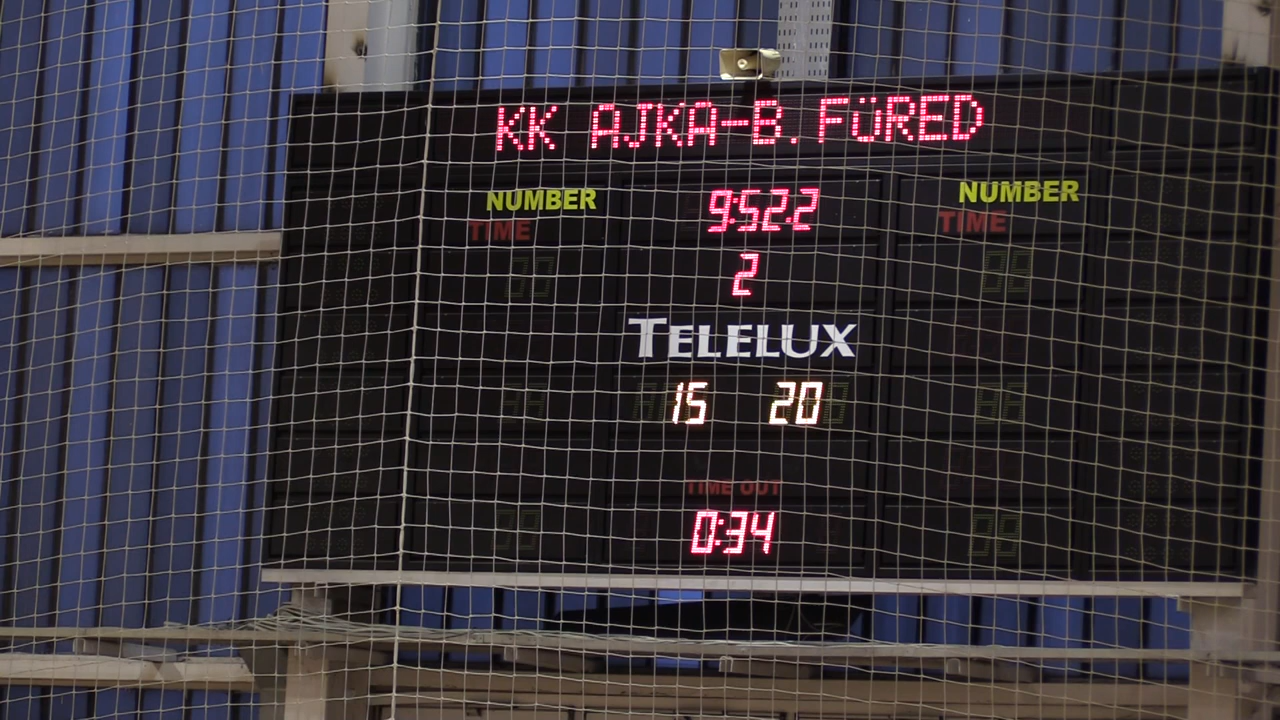 KK AJKA-B.FÜRED
NUMBER 9:52.2 NUMBER
TIME TIME
2
TELELUX
15 20
TIME OUT
0:34